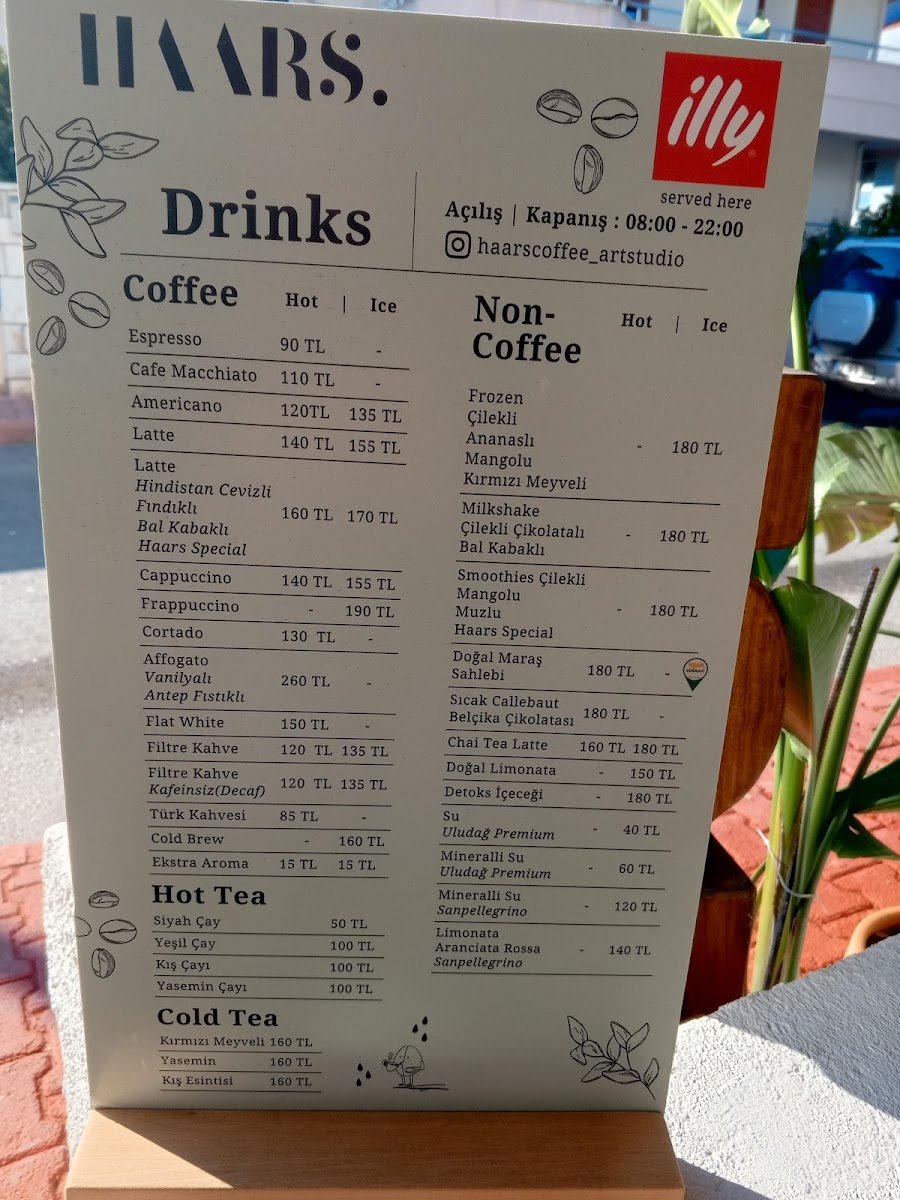 HAARS.
illy
served here
Drinks
Açılış | Kapanış : 08:00 - 22:00
haarscoffee_artstudio
Coffee Hot | Ice
Espresso 90 TL -
Cafe Macchiato 110 TL -
Americano 120TL 135 TL
Latte 140 TL 155 TL
Latte
Hindistan Cevizli
Fındıklı 160 TL 170 TL
Bal Kabaklı
Haars Special
Cappuccino 140 TL 155 TL
Frappuccino - 190 TL
Cortado 130 TL -
Affogato
Vanilyalı 260 TL -
Antep Fıstıklı
Flat White 150 TL -
Filtre Kahve 120 TL 135 TL
Filtre Kahve
Kafeinsiz(Decaf) 120 TL 135 TL
Türk Kahvesi 85 TL -
Cold Brew - 160 TL
Ekstra Aroma 15 TL 15 TL
Hot Tea
Siyah Çay 50 TL
Yeşil Çay 100 TL
Kış Çayı 100 TL
Yasemin Çayı 100 TL
Cold Tea
Kırmızı Meyveli 160 TL
Yasemin 160 TL
Kış Esintisi 160 TL
Non-
Coffee Hot | Ice
Frozen
Çilekli
Ananaslı - 180 TL
Mangolu
Kırmızı Meyveli
Milkshake
Çilekli Çikolatalı - 180 TL
Bal Kabaklı
Smoothies Çilekli
Mangolu
Muzlu - 180 TL
Haars Special
Doğal Maraş
Sahlebi 180 TL -
Sıcak Callebaut
Belçika Çikolatası 180 TL -
Chai Tea Latte 160 TL 180 TL
Doğal Limonata - 150 TL
Detoks İçeceği - 180 TL
Su
Uludağ Premium - 40 TL
Mineralli Su
Uludağ Premium - 60 TL
Mineralli Su
Sanpellegrino - 120 TL
Limonata
Aranciata Rossa - 140 TL
Sanpellegrino